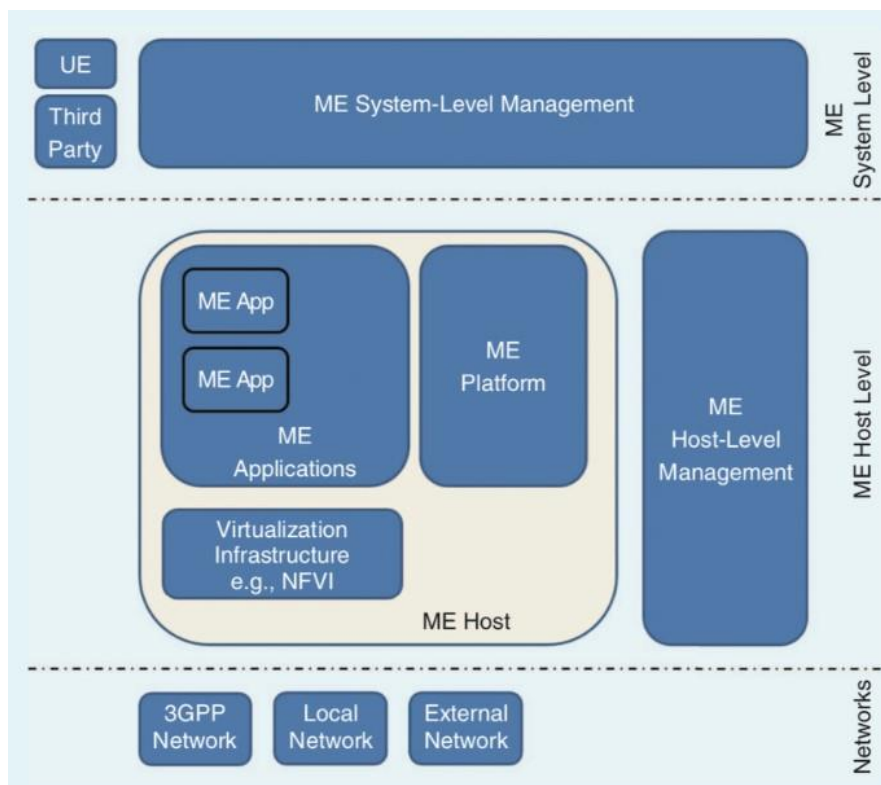 UE
Third
Party
ME System-Level Management
ME
System Level
ME App
ME App
ME
Applications
ME
Platform
Virtualization
Infrastructure
e.g., NFVI
ME Host
ME
Host-Level
Management
ME Host Level
3GPP
Network
Local
Network
External
Network
Networks